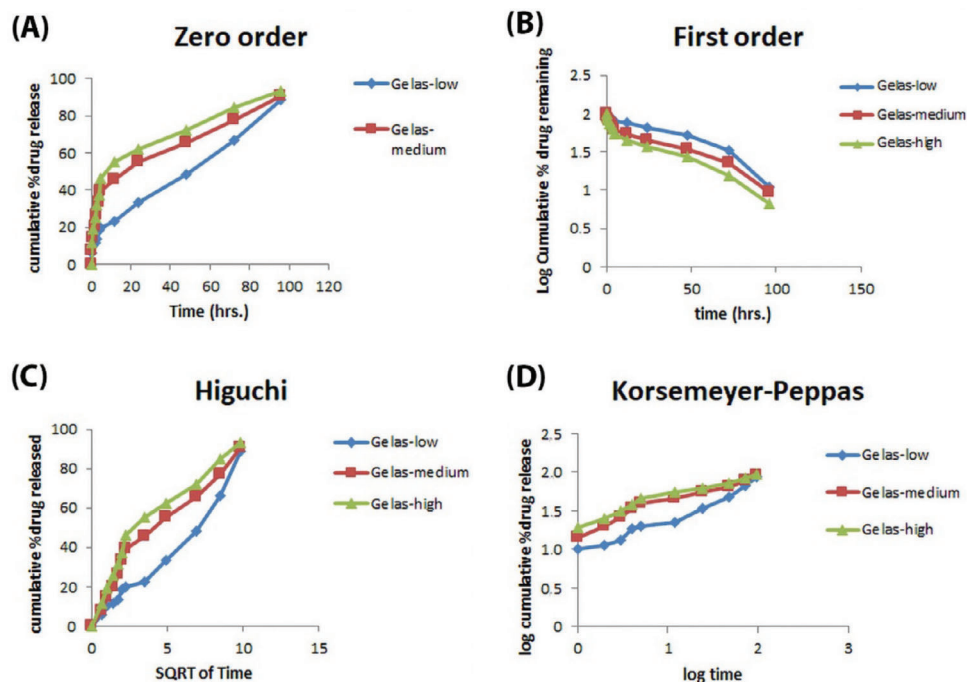 (A)
Zero order
cumulative %drug release
100
80
60
40
20
0
0 20 40 60 80 100 120
Time (hrs.)
Gelas-low
Gelas-
medium
(B)
First order
Log Cumulative % drug remaining
2.5
2
1.5
1
0.5
0
0 50 100 150
time (hrs.)
Gelas-low
Gelas-medium
Gelas-high
(C)
Higuchi
cumulative %drug released
100
80
60
40
20
0
0 5 10 15
SQRT of Time
Gelas-low
Gelas-medium
Gelas-high
(D)
Korsemeyer-Peppas
log cumulative %drug release
2.5
2.0
1.5
1.0
0.5
0.0
0 1 2 3
log time
Gelas-low
Gelas-medium
Gelas-high